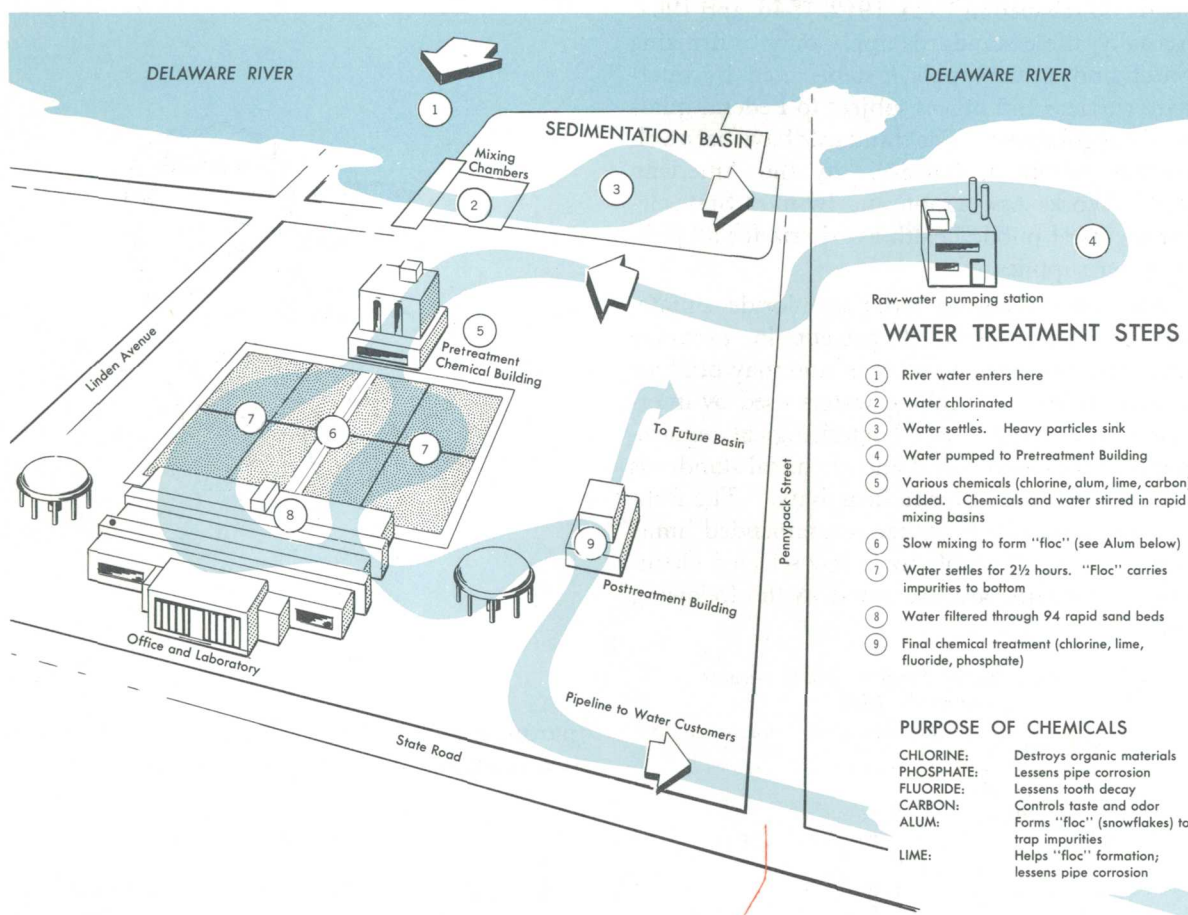 DELAWARE RIVER
DELAWARE RIVER
1
SEDIMENTATION BASIN
Mixing
Chambers
2
3
4
Raw-water pumping station
Linden Avenue
5
Pretreatment
Chemical Building
7
6
7
8
To Future Basin
Pennypack Street
9
Posttreatment Building
Office and Laboratory
Pipeline to Water Customers
State Road
WATER TREATMENT STEPS
1 River water enters here
2 Water chlorinated
3 Water settles. Heavy particles sink
4 Water pumped to Pretreatment Building
5 Various chemicals (chlorine, alum, lime, carbon)
added. Chemicals and water stirred in rapid
mixing basins
6 Slow mixing to form "floc" (see Alum below)
7 Water settles for 2½ hours. "Floc" carries
impurities to bottom
8 Water filtered through 94 rapid sand beds
9 Final chemical treatment (chlorine, lime,
fluoride, phosphate)
PURPOSE OF CHEMICALS
CHLORINE: Destroys organic materials
PHOSPHATE: Lessens pipe corrosion
FLUORIDE: Lessens tooth decay
CARBON: Controls taste and odor
ALUM: Forms "floc" (snowflakes) to
trap impurities
LIME: Helps "floc" formation;
lessens pipe corrosion